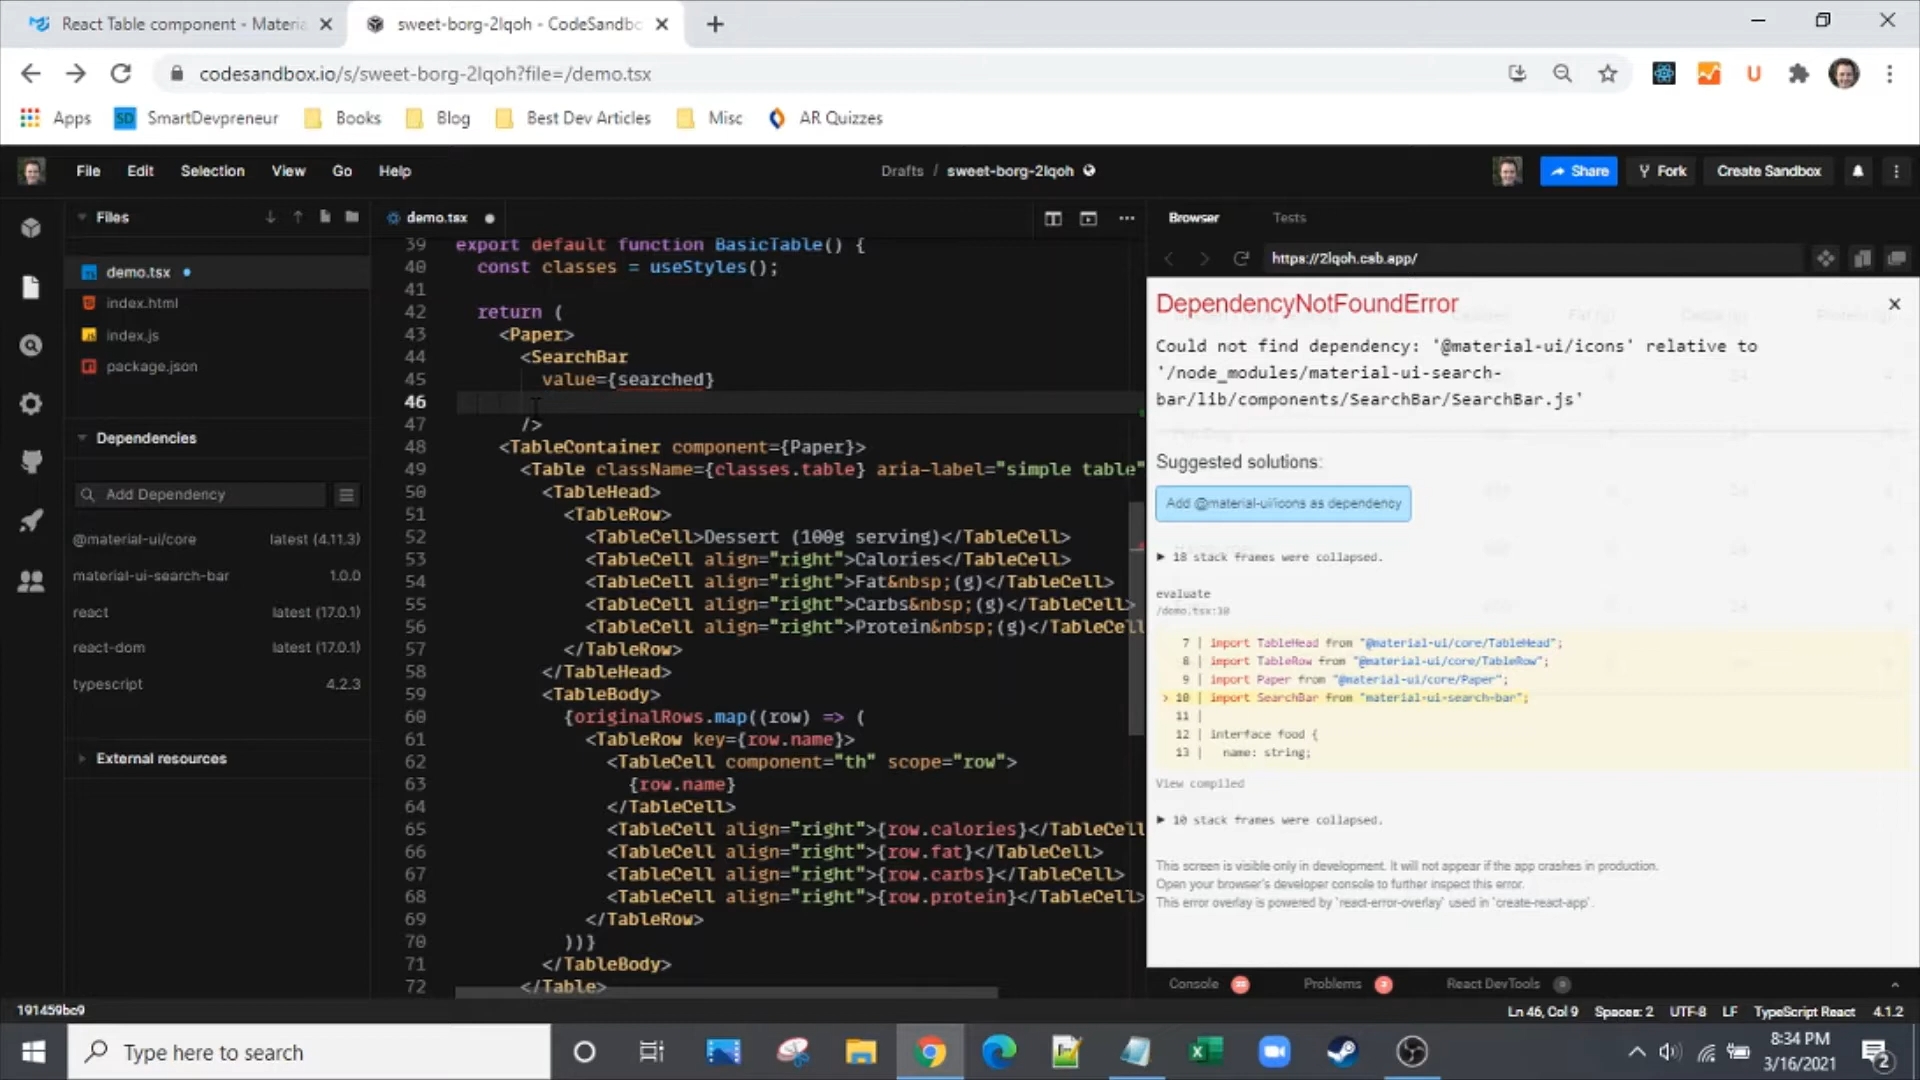 React Table component - Materia
sweet-borg-2lqoh - CodeSandbo
codesandbox.io/s/sweet-borg-2lqoh?file=/demo.tsx
Apps
SD
SmartDevpreneur
Books
Blog
Best Dev Articles
Misc
AR Quizzes
File
Edit
Selection
View
Go
Help
Drafts / sweet-borg-2lqoh
Share
Fork
Create Sandbox
Files
demo.tsx
index.html
index.js
package.json
Dependencies
Add Dependency
@material-ui/core latest (4.11.3)
material-ui-search-bar 1.0.0
react latest (17.0.1)
react-dom latest (17.0.1)
typescript 4.2.3
External resources
demo.tsx
39 export default function BasicTable() {
40 const classes = useStyles();
41
42 return (
43 <Paper>
44 <SearchBar
45 value={searched}
46
47 />
48 <TableContainer component={Paper}>
49 <Table className={classes.table} aria-label="simple table"
50 <TableHead>
51 <TableRow>
52 <TableCell>Dessert (100g serving)</TableCell>
53 <TableCell align="right">Calories</TableCell>
54 <TableCell align="right">Fat&nbsp;(g)</TableCell>
55 <TableCell align="right">Carbs&nbsp;(g)</TableCell>
56 <TableCell align="right">Protein&nbsp;(g)</TableCell
57 </TableRow>
58 </TableHead>
59 <TableBody>
60 {originalRows.map((row) => (
61 <TableRow key={row.name}>
62 <TableCell component="th" scope="row">
63 {row.name}
64 </TableCell>
65 <TableCell align="right">{row.calories}</TableCell
66 <TableCell align="right">{row.fat}</TableCell>
67 <TableCell align="right">{row.carbs}</TableCell>
68 <TableCell align="right">{row.protein}</TableCell>
69 </TableRow>
70 ))}
71 </TableBody>
72 </Table>
Browser
Tests
https://2lqoh.csb.app/
DependencyNotFoundError
Could not find dependency: '@material-ui/icons' relative to
'/node_modules/material-ui-search-
bar/lib/components/SearchBar/SearchBar.js'
Suggested solutions:
Add @material-ui/icons as dependency
▶ 18 stack frames were collapsed.
evaluate
/demo.tsx:10
7 | import TableHead from "@material-ui/core/TableHead";
8 | import TableRow from "@material-ui/core/TableRow";
9 | import Paper from "@material-ui/core/Paper";
> 10 | import SearchBar from "material-ui-search-bar";
11 |
12 | interface food {
13 | name: string;
View compiled
▶ 10 stack frames were collapsed.
This screen is visible only in development. It will not appear if the app crashes in production.
Open your browser's developer console to further inspect this error.
This error overlay is powered by `react-error-overlay` used in `create-react-app`.
Console
Problems
React DevTools
191459bc9
Ln 46, Col 9
Spaces: 2
UTF-8
LF
TypeScript React
4.1.2
Type here to search
8:34 PM
3/16/2021
2